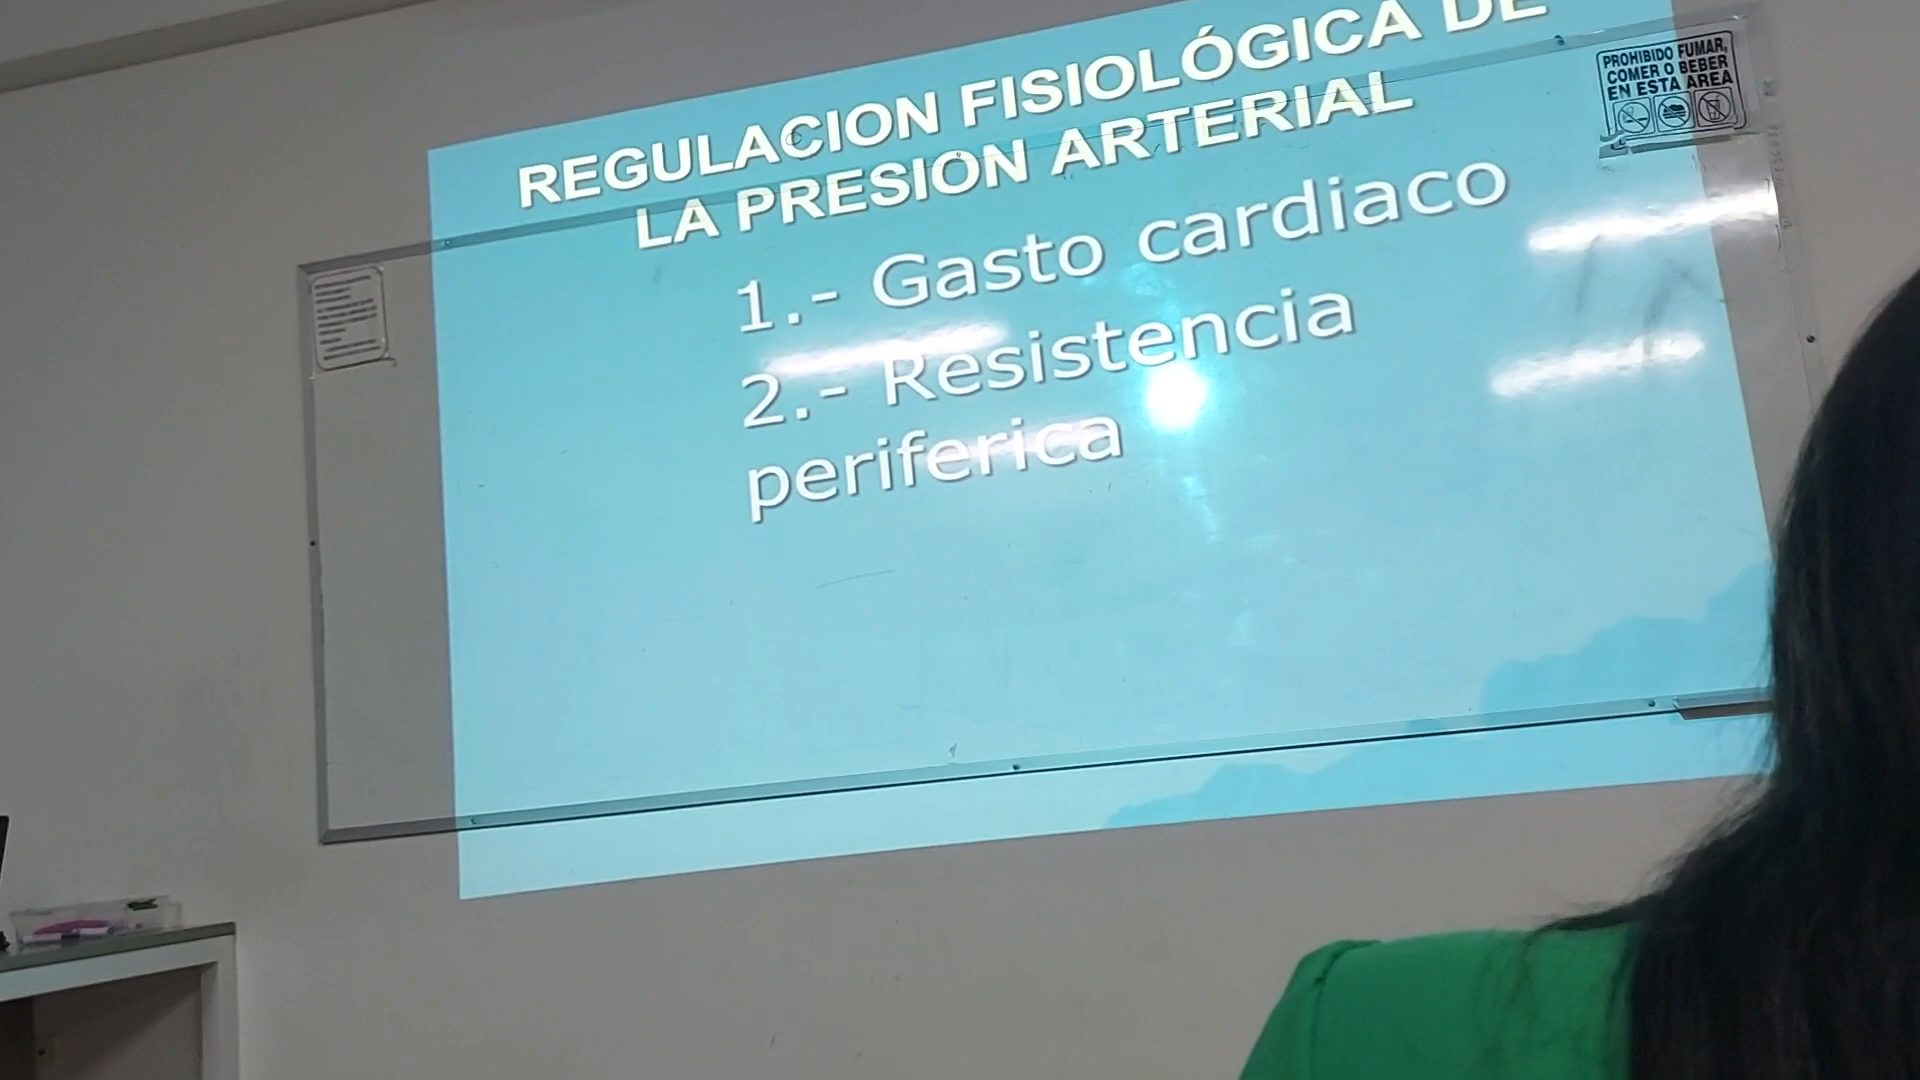 REGULACION FISIOLÓGICA DE
LA PRESION ARTERIAL
1.- Gasto cardiaco
2.- Resistencia
periferica
PROHIBIDO FUMAR,
COMER O BEBER
EN ESTA AREA